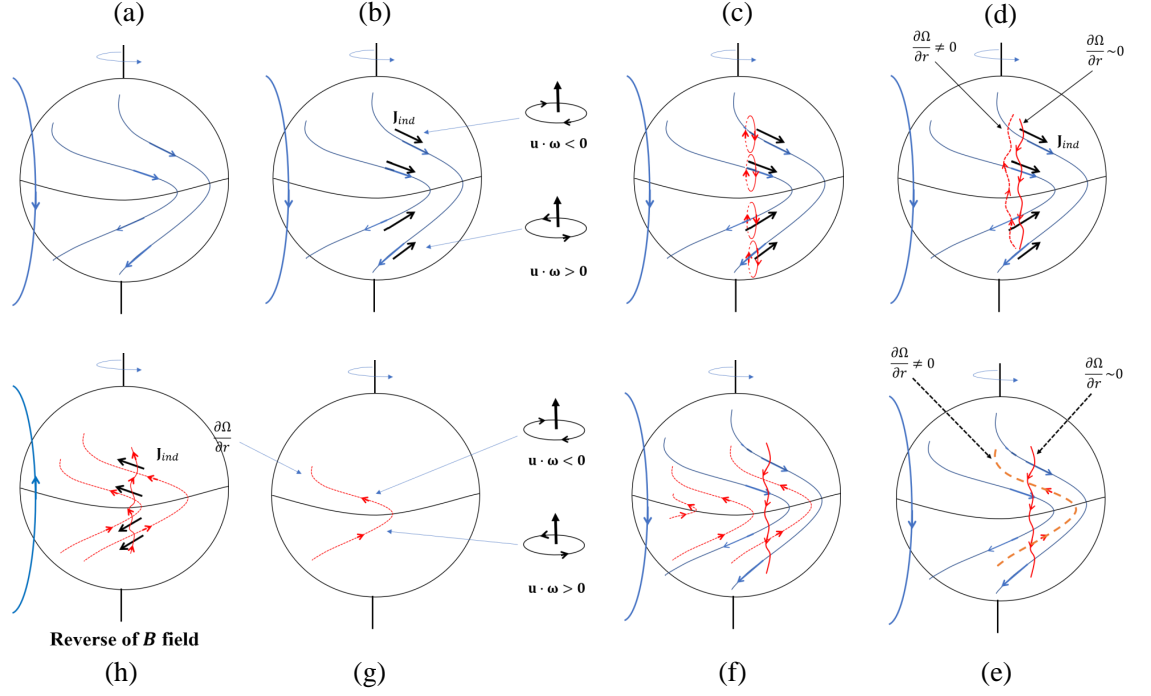 (a)
(b)
(c)
(d)
∂Ω/∂r ≠ 0
∂Ω/∂r ~0
J_ind
u · ω < 0
u · ω > 0
J_ind
∂Ω/∂r
J_ind
u · ω < 0
u · ω > 0
∂Ω/∂r ≠ 0
∂Ω/∂r ~0
Reverse of B field
(h)
(g)
(f)
(e)